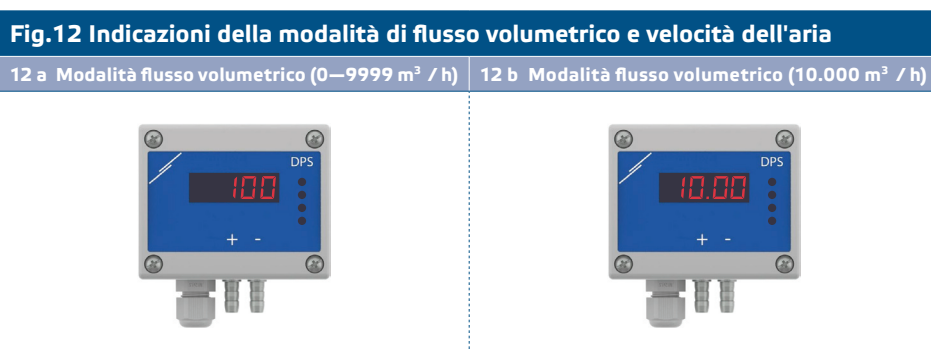 Fig.12 Indicazioni della modalità di flusso volumetrico e velocità dell'aria
12 a Modalità flusso volumetrico (0—9999 m³ / h)
12 b Modalità flusso volumetrico (10.000 m³ / h)
DPS
100
+ -
DPS
10.00
+ -